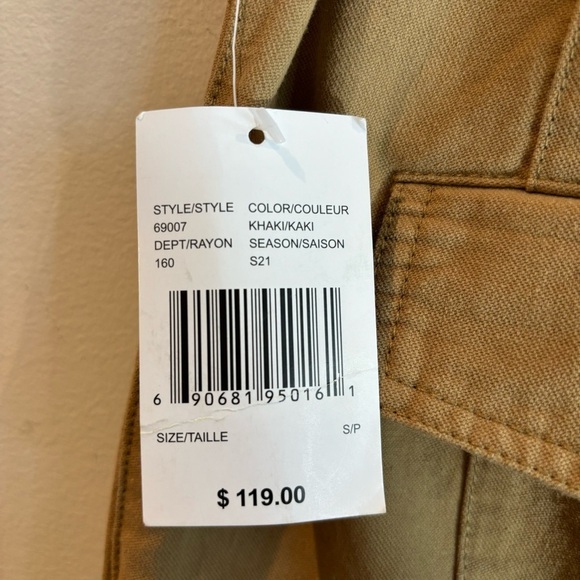 STYLE/STYLE COLOR/COULEUR
69007 KHAKI/KAKI
DEPT/RAYON SEASON/SAISON
160 S21
6 90681 95016 1
SIZE/TAILLE S/P
$ 119.00